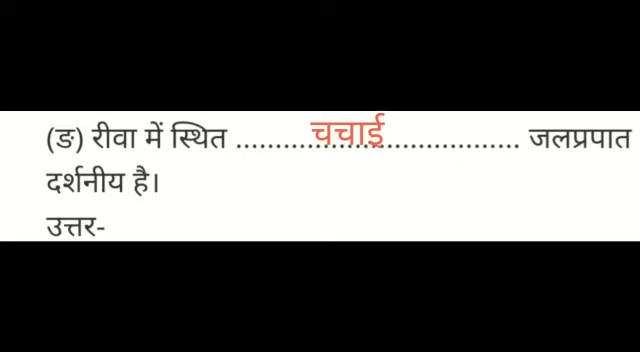 (ङ) रीवा में स्थित ...........चचाई................... जलप्रपात
दर्शनीय है।
उत्तर-